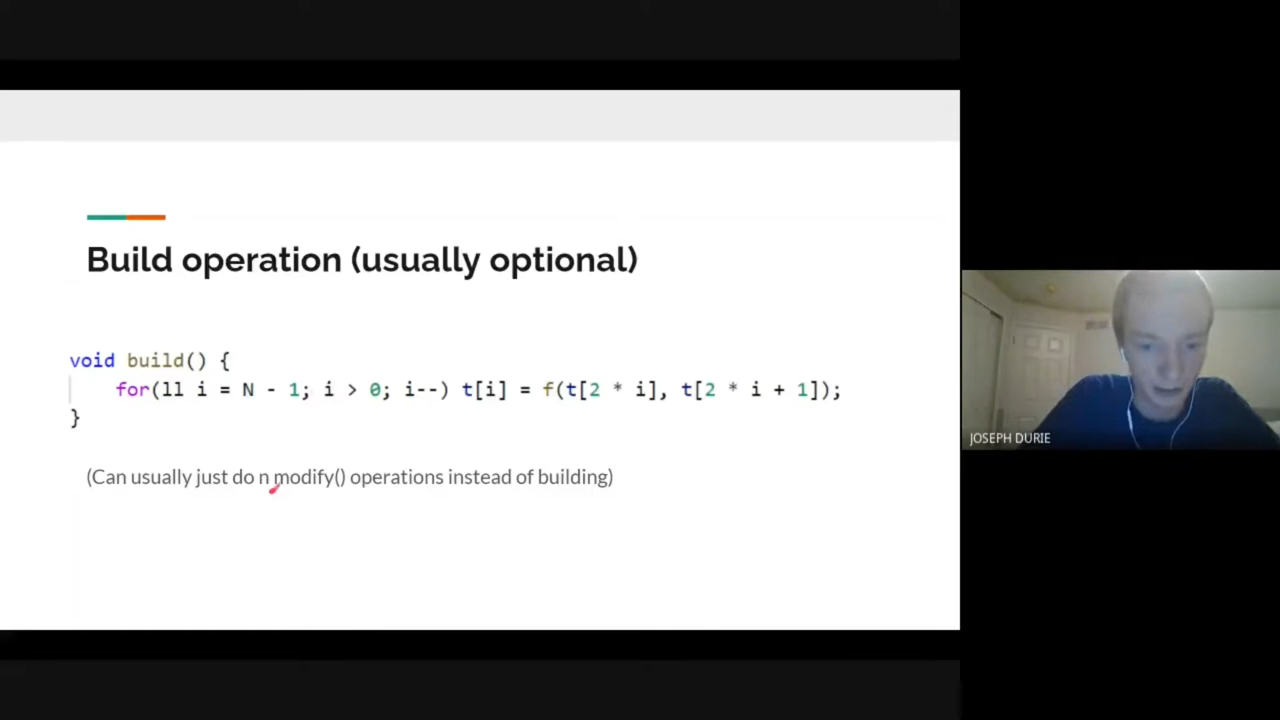 Build operation (usually optional)
void build() {
for(ll i = N - 1; i > 0; i--) t[i] = f(t[2 * i], t[2 * i + 1]);
}
(Can usually just do n modify() operations instead of building)
JOSEPH DURIE